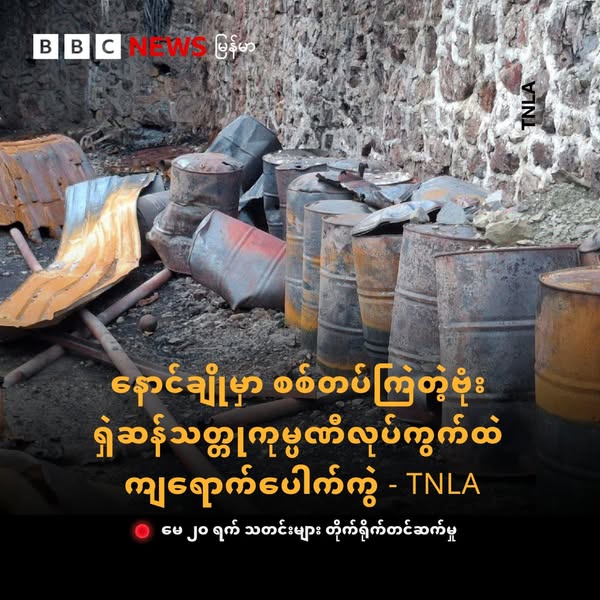 BBC NEWS မြန်မာ
TNLA
နောင်ချိုမှာ စစ်တပ်ကြဲတဲ့ဗုံး
ရှဲဆန်သတ္တုကုမ္ပဏီလုပ်ကွက်ထဲ
ကျရောက်ပေါက်ကွဲ - TNLA
မေ ၂၀ ရက် သတင်းများ တိုက်ရိုက်တင်ဆက်မှု